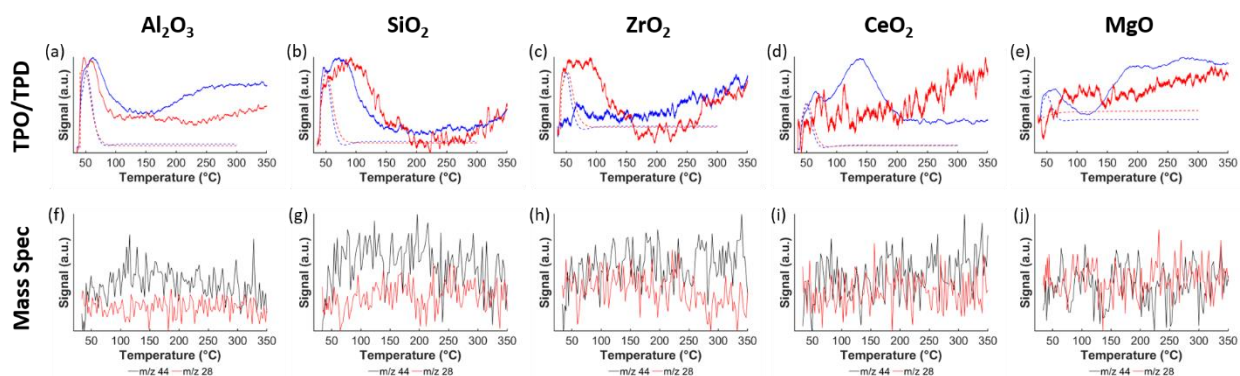 Al₂O₃ SiO₂ ZrO₂ CeO₂ MgO
TPO/TPD
(a) (b) (c) (d) (e)
Signal (a.u.) Signal (a.u.) Signal (a.u.) Signal (a.u.) Signal (a.u.)
50 100 150 200 250 300 350 50 100 150 200 250 300 350 50 100 150 200 250 300 350 50 100 150 200 250 300 350 50 100 150 200 250 300 350
Temperature (°C) Temperature (°C) Temperature (°C) Temperature (°C) Temperature (°C)
Mass Spec
(f) (g) (h) (i) (j)
Signal (a.u.) Signal (a.u.) Signal (a.u.) Signal (a.u.) Signal (a.u.)
50 100 150 200 250 300 350 50 100 150 200 250 300 350 50 100 150 200 250 300 350 50 100 150 200 250 300 350 50 100 150 200 250 300 350
Temperature (°C) Temperature (°C) Temperature (°C) Temperature (°C) Temperature (°C)
m/z 44 m/z 28 m/z 44 m/z 28 m/z 44 m/z 28 m/z 44 m/z 28 m/z 44 m/z 28